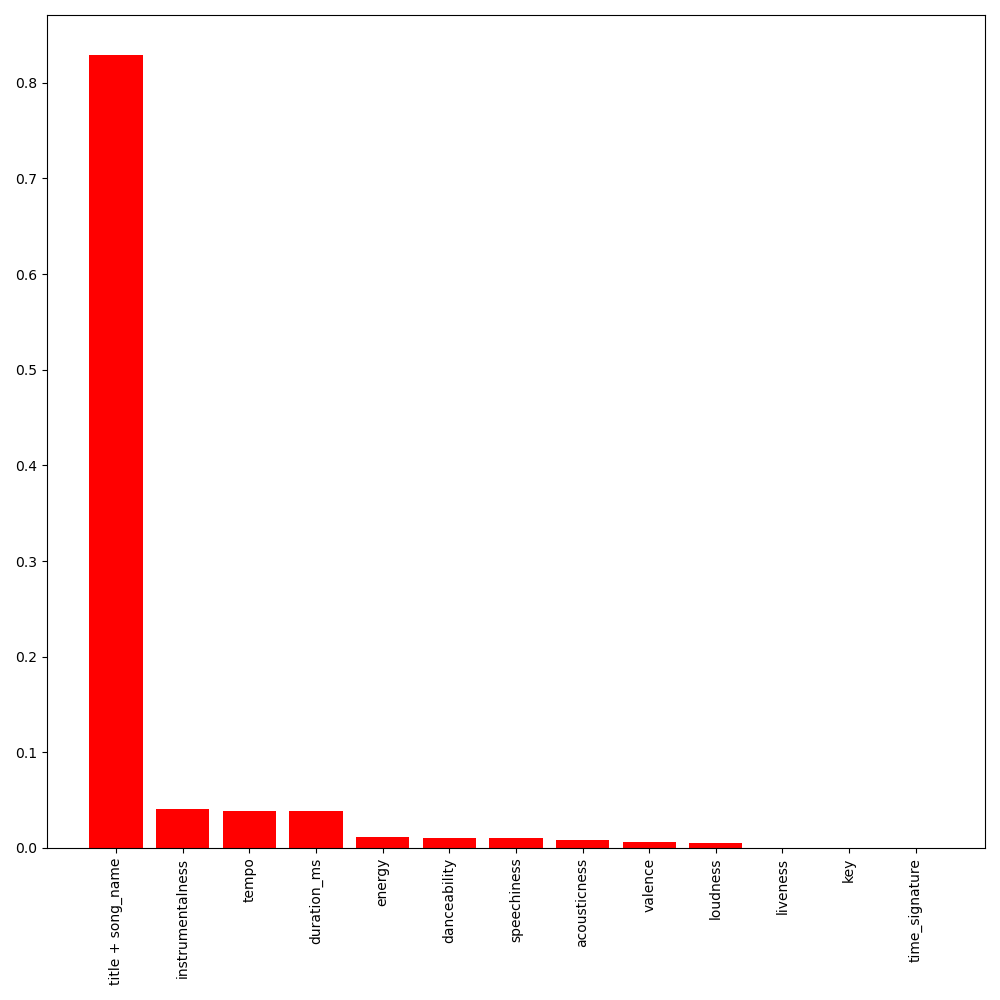 0.8
0.7
0.6
0.5
0.4
0.3
0.2
0.1
0.0
title + song_name
instrumentalness
tempo
duration_ms
energy
danceability
speechiness
acousticness
valence
loudness
liveness
key
time_signature